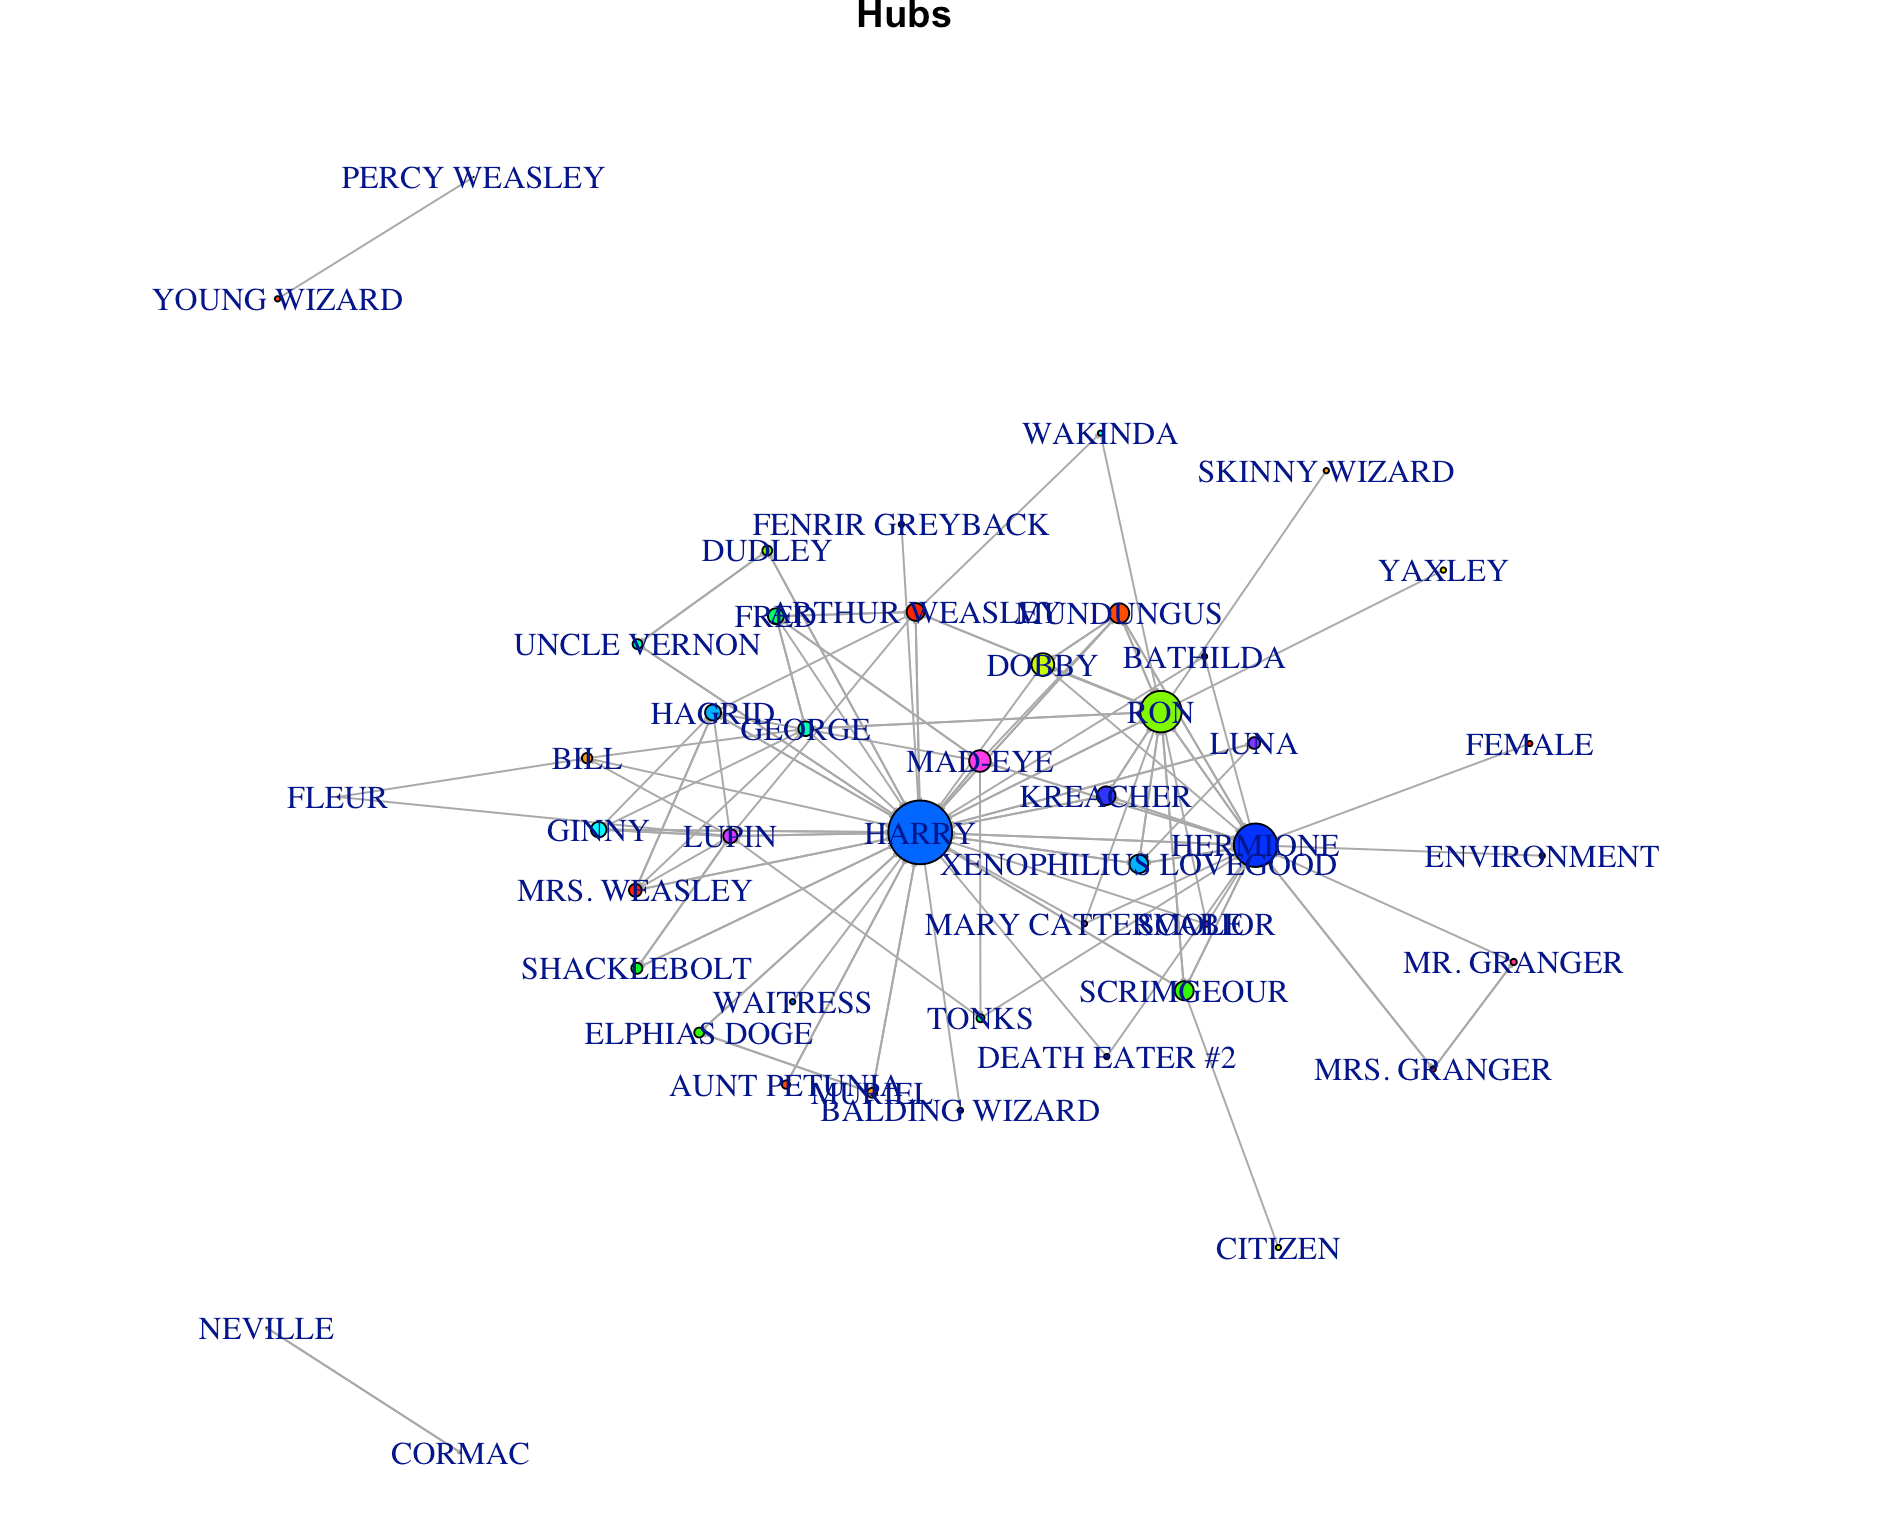 Hubs
PERCY WEASLEY
YOUNG WIZARD
WAKINDA
SKINNY WIZARD
FENRIR GREYBACK
DUDLEY
YAXLEY
FRED
ARTHUR WEASLEY
MUNDUNGUS
UNCLE VERNON
DOBBY
BATHILDA
HAGRID
RON
GEORGE
LUNA
FEMALE
BILL
MAD-EYE
FLEUR
KREACHER
GINNY
LUPIN
HARRY
HERMIONE
ENVIRONMENT
XENOPHILIUS LOVEGOOD
MRS. WEASLEY
MARY CATTERMOLE
SCABIOR
SHACKLEBOLT
MR. GRANGER
SCRIMGEOUR
WAITRESS
TONKS
ELPHIAS DOGE
DEATH EATER #2
MRS. GRANGER
AUNT PETUNIA
MURIEL
BALDING WIZARD
CITIZEN
NEVILLE
CORMAC